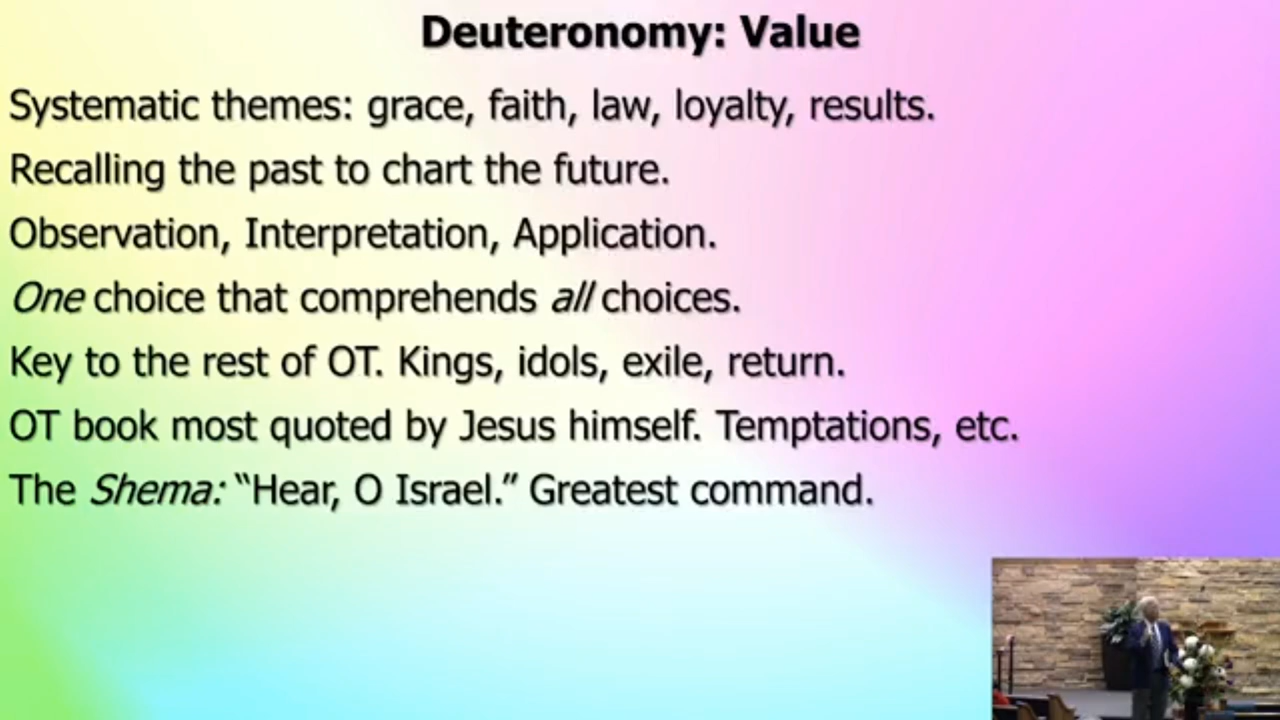 Deuteronomy: Value
Systematic themes: grace, faith, law, loyalty, results.
Recalling the past to chart the future.
Observation, Interpretation, Application.
One choice that comprehends all choices.
Key to the rest of OT. Kings, idols, exile, return.
OT book most quoted by Jesus himself. Temptations, etc.
The Shema: “Hear, O Israel.” Greatest command.